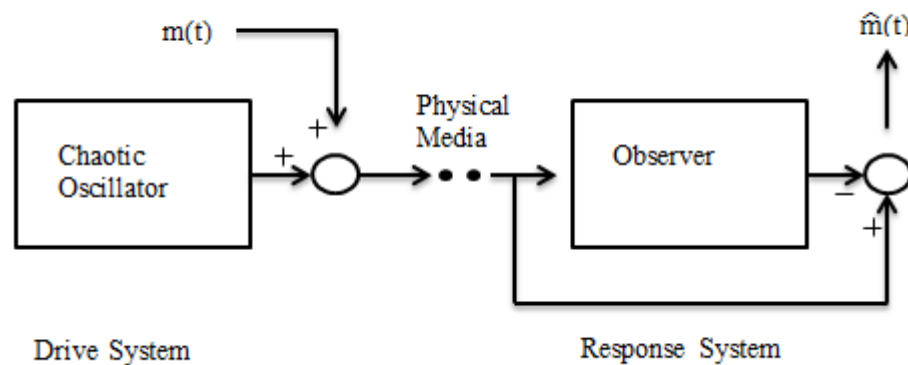 m(t)
m̂(t)
Physical
Media
+
Chaotic
Oscillator
+
Observer
−
+
Drive System
Response System